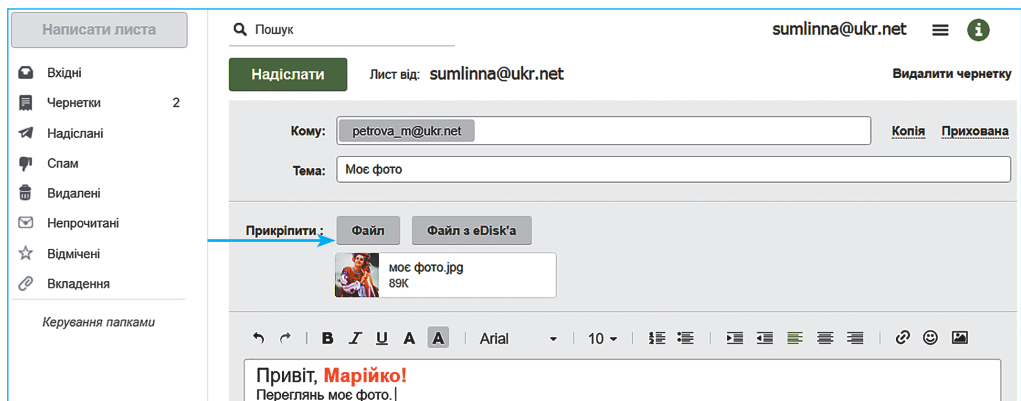 Написати листа
Пошук
sumlinna@ukr.net
Надіслати
Лист від: sumlinna@ukr.net
Видалити чернетку
Вхідні
Чернетки 2
Надіслані
Спам
Видалені
Непрочитані
Відмічені
Вкладення
Керування папками
Кому: petrova_m@ukr.net Копія Прихована
Тема: Моє фото
Прикріпити: Файл Файл з eDisk'a
моє фото.jpg
89K
B I U A A Arial 10
Привіт, Марійко!
Переглянь моє фото.